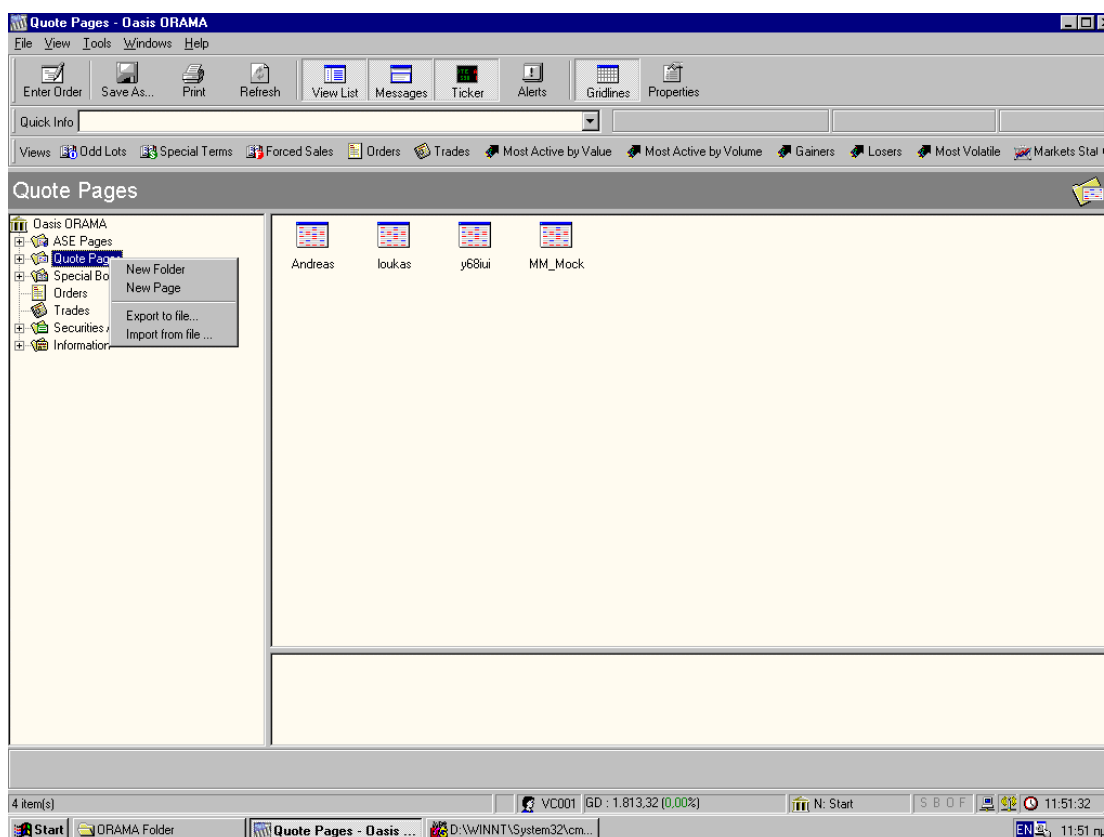 Quote Pages - Oasis ORAMA
File View Tools Windows Help
Enter Order Save As... Print Refresh View List Messages Ticker Alerts Gridlines Properties
Quick Info
Views Odd Lots Special Terms Forced Sales Orders Trades Most Active by Value Most Active by Volume Gainers Losers Most Volatile Markets Stat
Quote Pages
Oasis ORAMA
ASE Pages
Quote Pages
Special Bo
Orders
Trades
Securities
Information
New Folder
New Page
Export to file...
Import from file ...
Andreas loukas y68iui MM_Mock
4 item(s) VC001 GD : 1.813,32 (0,00%) N: Start S B O F 11:51:32
Start ORAMA Folder Quote Pages - Oasis ... D:\WINNT\System32\cm... EN 11:51 πμ